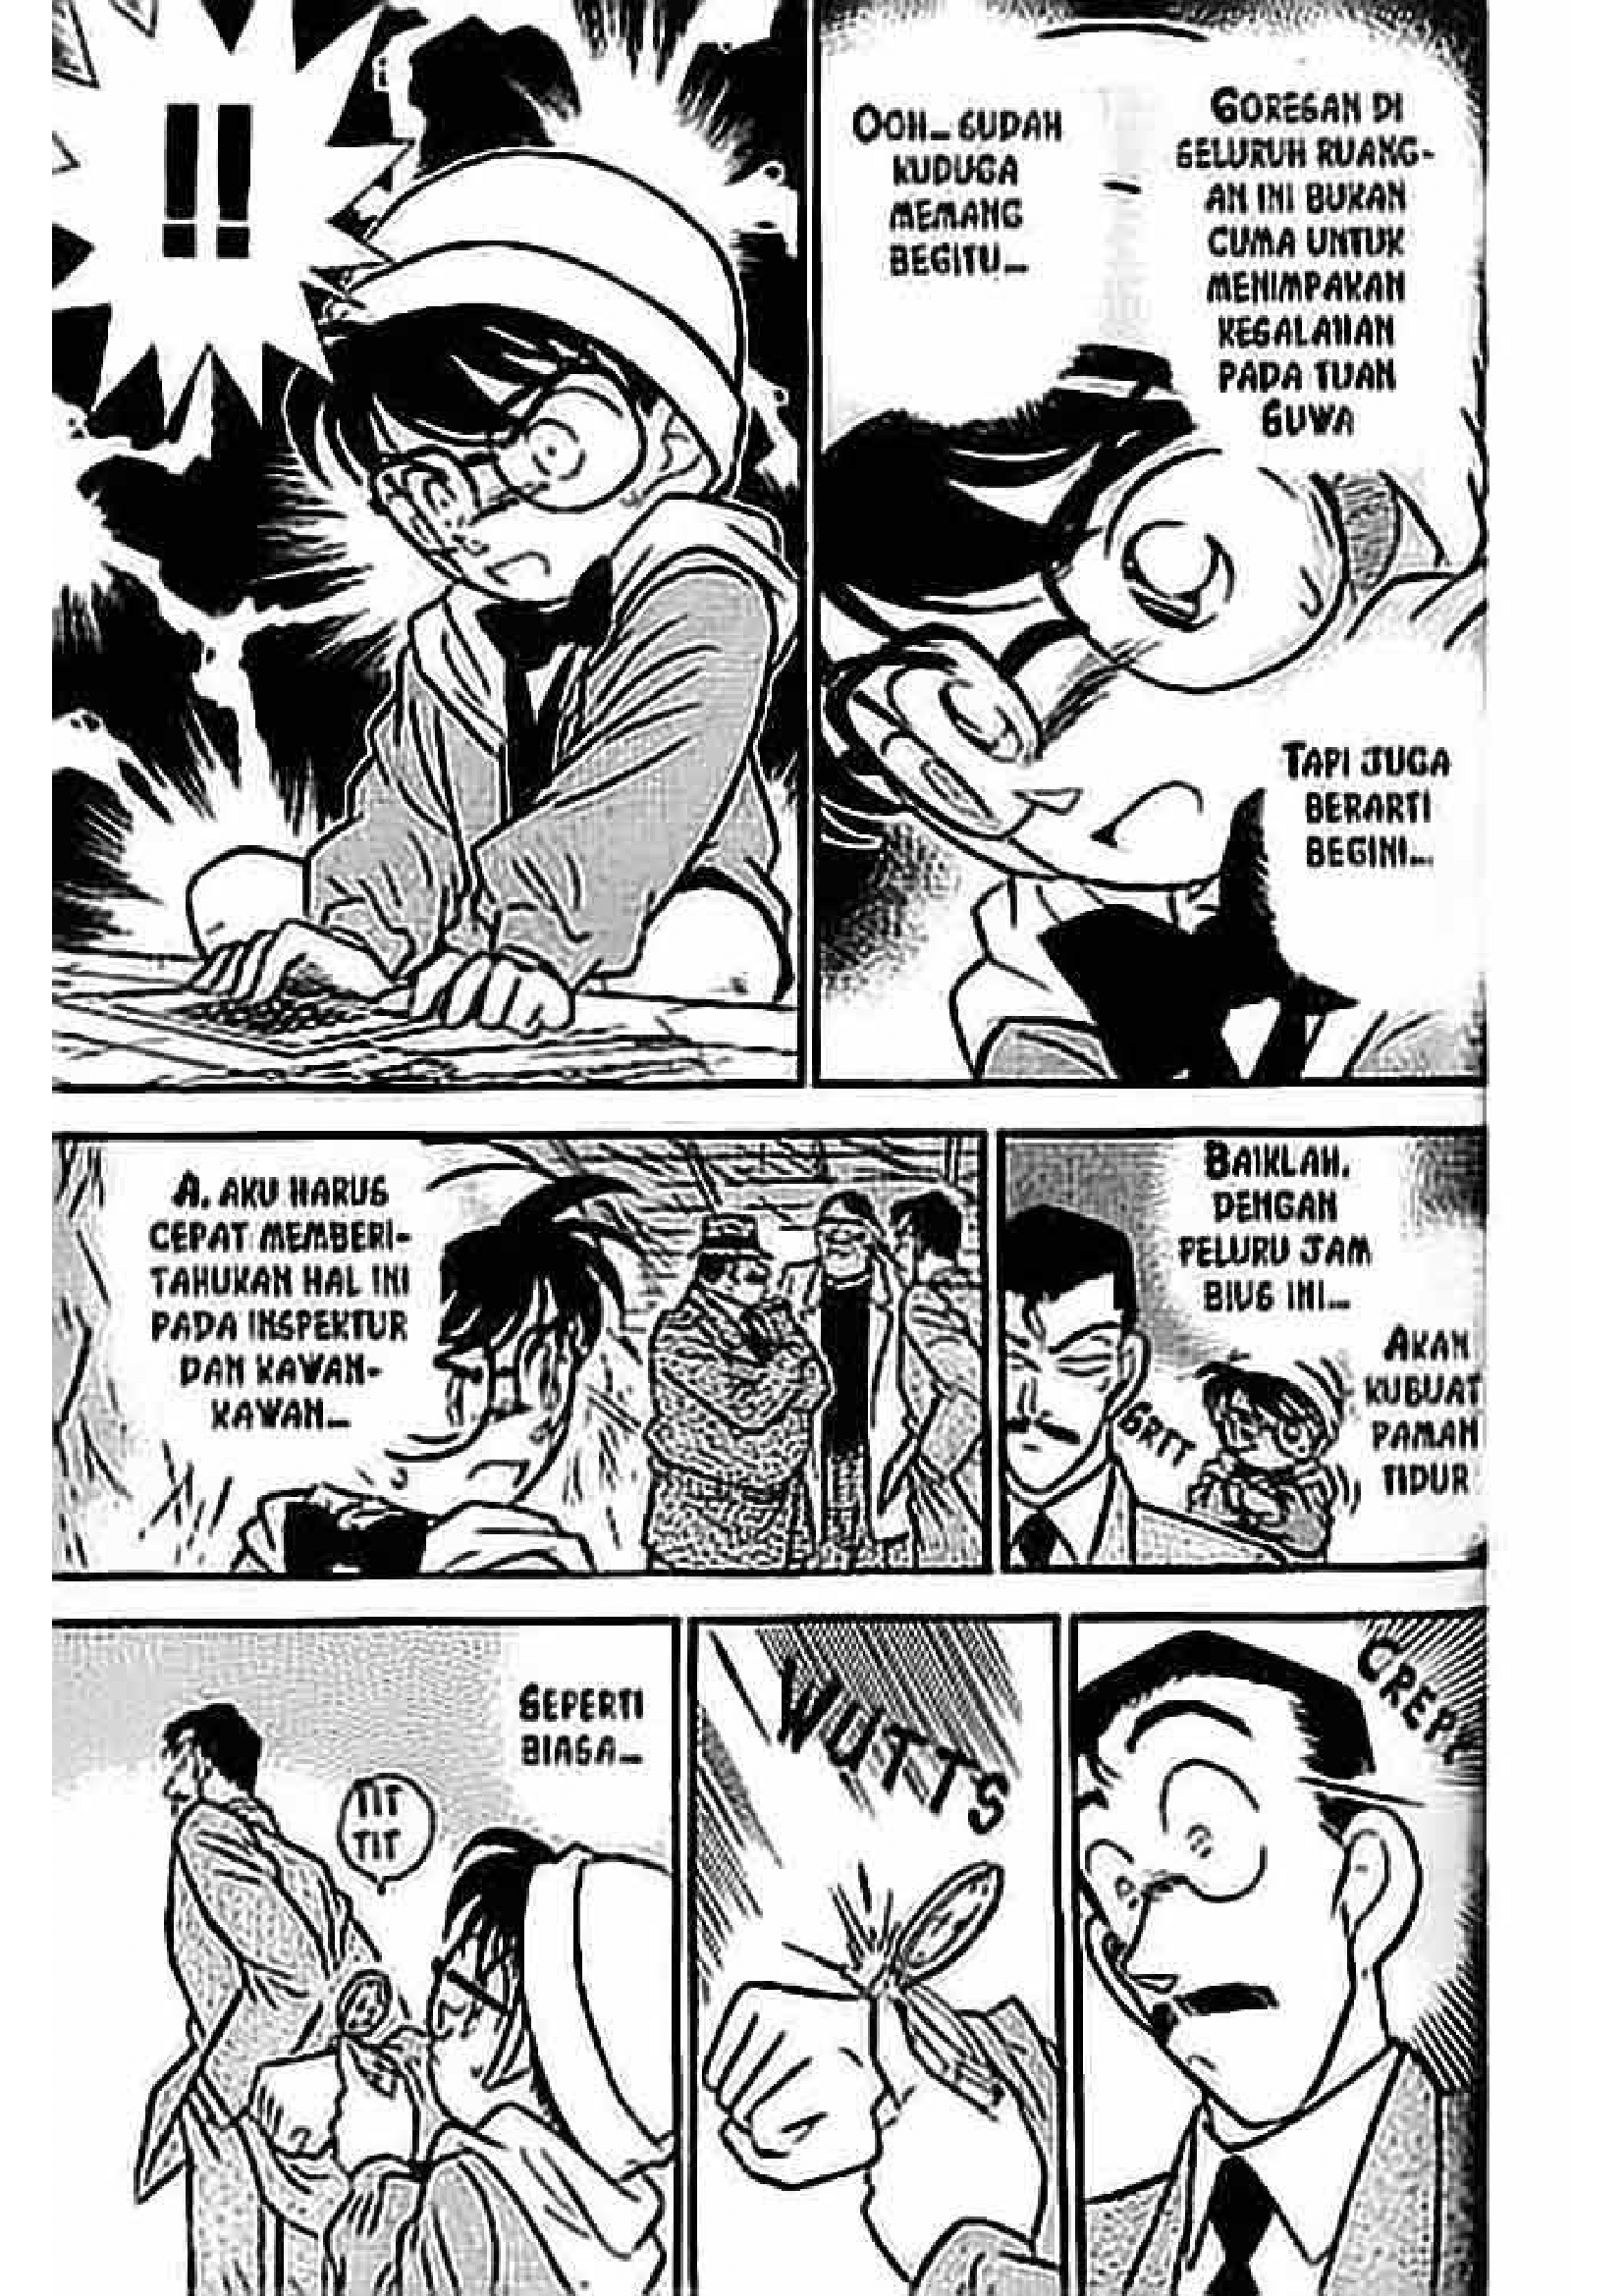 !!
OOH... SUDAH
KUDUGA
MEMANG
BEGITU...
GORESAN DI
SELURUH RUANG-
AN INI BUKAN
CUMA UNTUK
MENIMPAKAN
KESALAHAN
PADA TUAN
SUWA
TAPI JUGA
BERARTI
BEGINI...
A, AKU HARUS
CEPAT MEMBERI-
TAHUKAN HAL INI
PADA INSPEKTUR
DAN KAWAN-
KAWAN...
BAIKLAH,
DENGAN
PELURU JAM
BIUS INI...
AKAN
KUBUAT
PAMAN
TIDUR
SRTT
SEPERTI
BIASA...
TIT
TIT
WUTTS
CREP